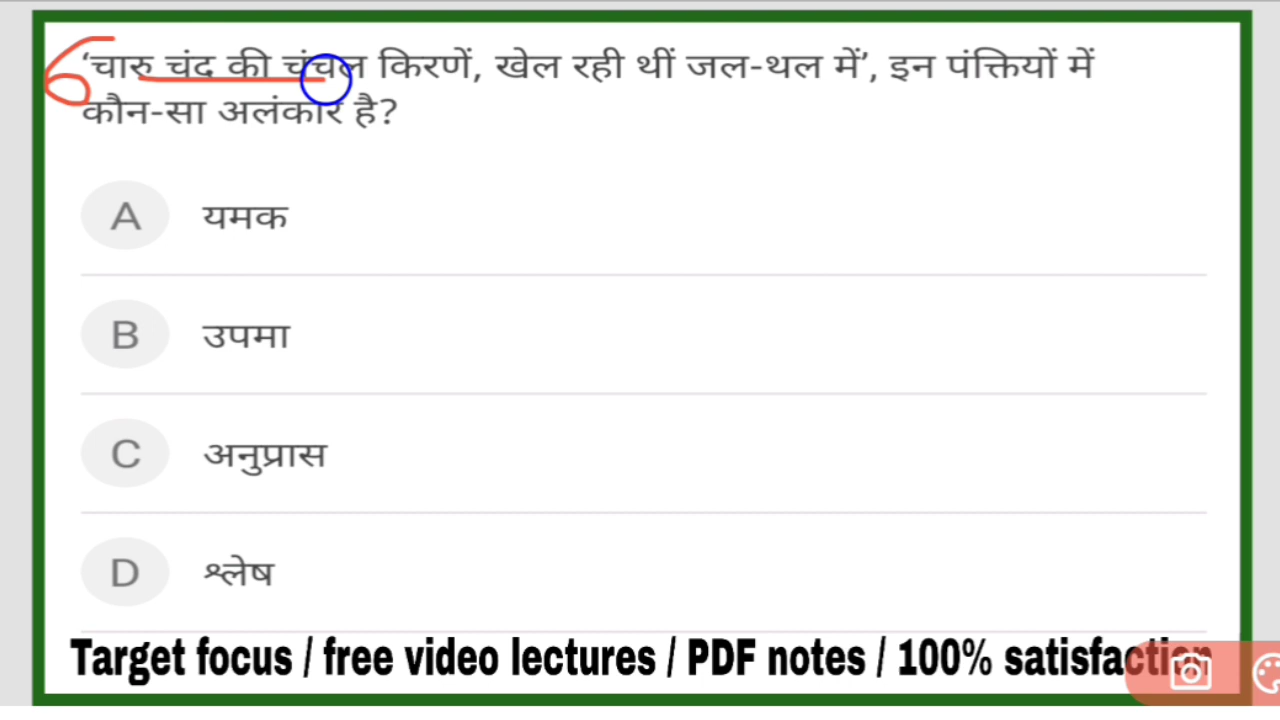 6
‘चारु चंद की चंचल किरणें, खेल रही थीं जल-थल में’, इन पंक्तियों में
कौन-सा अलंकार है?
A यमक
B उपमा
C अनुप्रास
D श्लेष
Target focus / free video lectures / PDF notes / 100% satisfaction